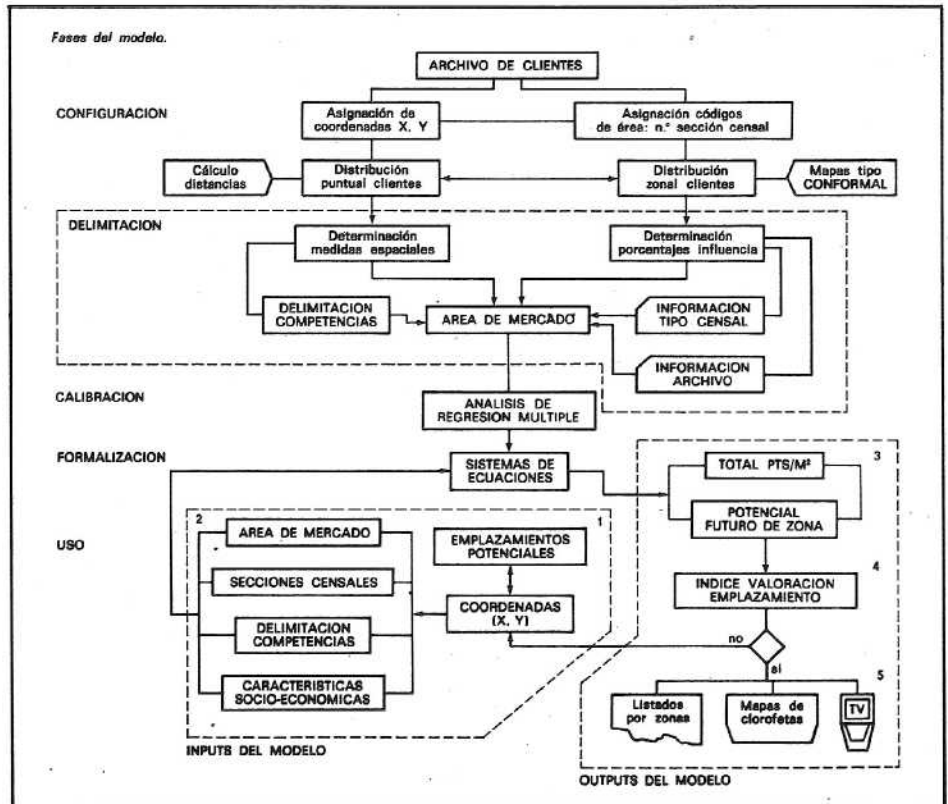 Fases del modelo.
ARCHIVO DE CLIENTES
CONFIGURACION
Asignación de
coordenadas X, Y
Asignación códigos
de área: n.º sección censal
Cálculo
distancias
Distribución
puntual clientes
Distribución
zonal clientes
Mapas tipo
CONFORMAL
DELIMITACION
Determinación
medidas espaciales
Determinación
porcentajes influencia
DELIMITACION
COMPETENCIAS
AREA DE MERCADO
INFORMACION
TIPO CENSAL
INFORMACION
ARCHIVO
CALIBRACION
ANALISIS DE
REGRESION MULTIPLE
FORMALIZACION
SISTEMAS DE
ECUACIONES
TOTAL PTS/M²
3
POTENCIAL
FUTURO DE ZONA
USO
2
AREA DE MERCADO
1
EMPLAZAMIENTOS
POTENCIALES
SECCIONES CENSALES
COORDENADAS
(X, Y)
DELIMITACION
COMPETENCIAS
CARACTERISTICAS
SOCIO-ECONOMICAS
4
INDICE VALORACION
EMPLAZAMIENTO
no
sí
5
Listados
por zonas
Mapas de
clorofetas
TV
INPUTS DEL MODELO
OUTPUTS DEL MODELO